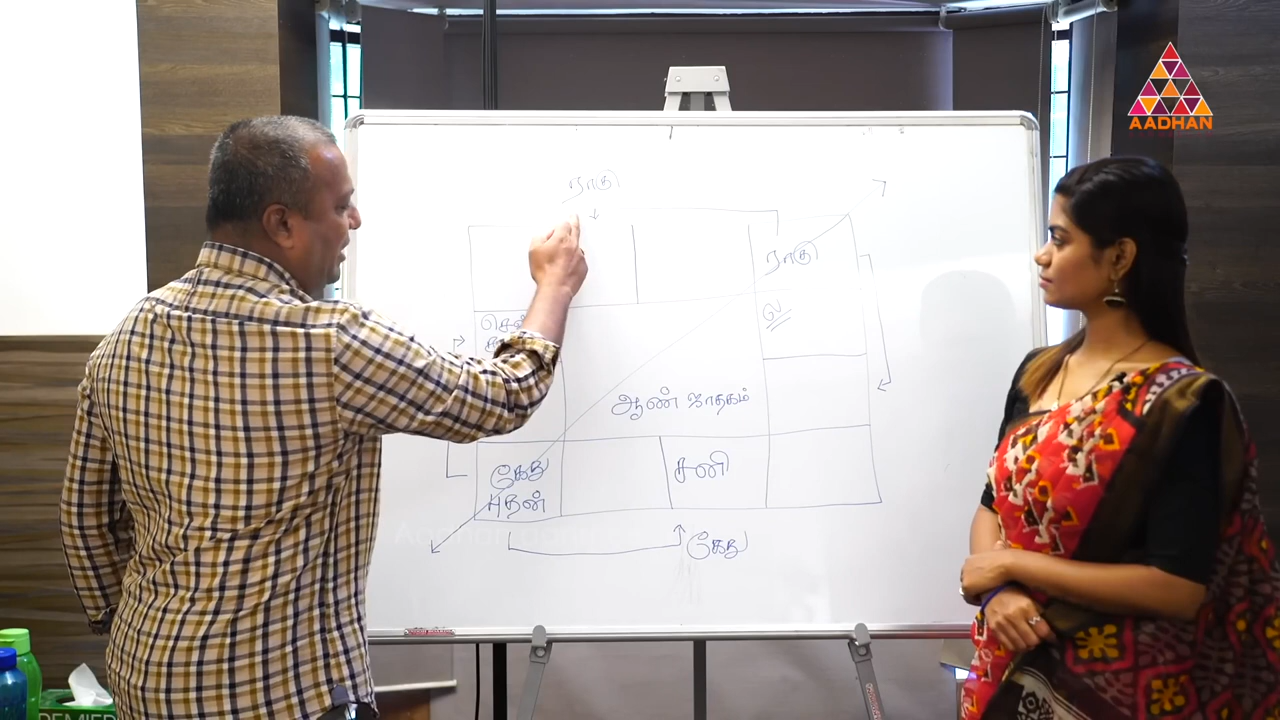 AADHAN
ராகு
ராகு
செவ்
ல
ஆண் ஜாதகம்
கேது
புதன்
சனி
கேது